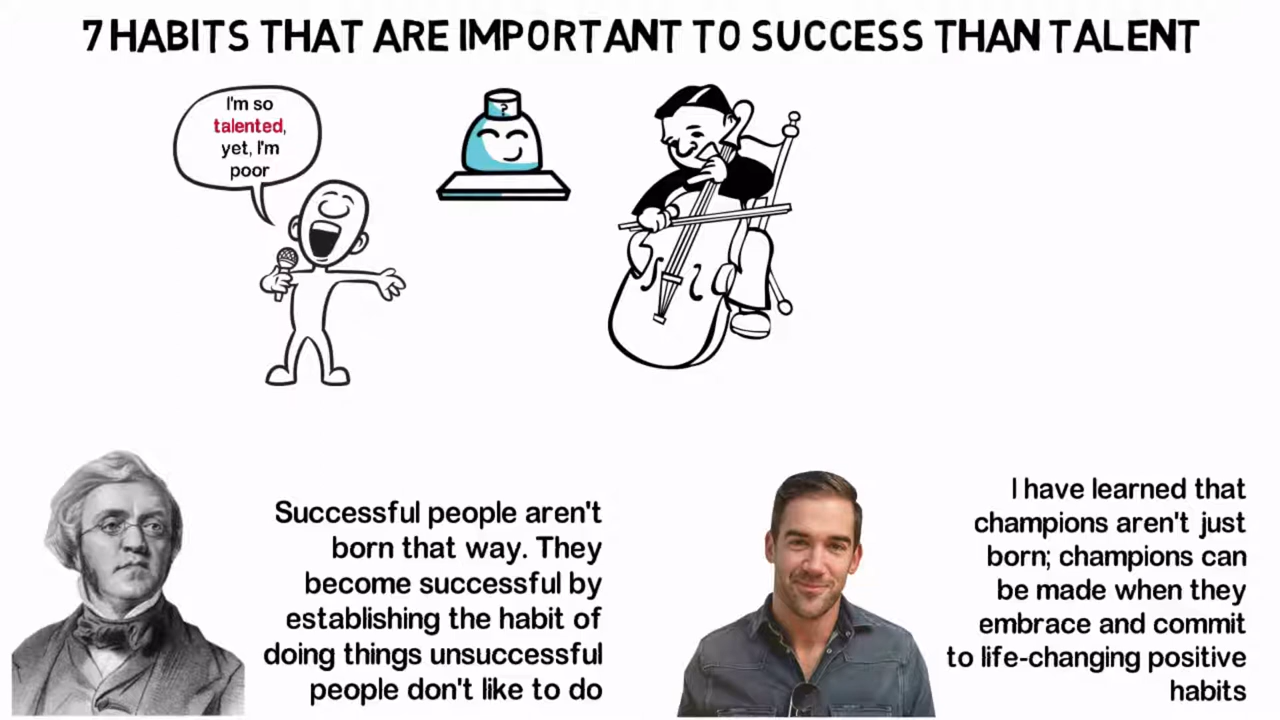 7 HABITS THAT ARE IMPORTANT TO SUCCESS THAN TALENT
I'm so
talented,
yet, I'm
poor
?
Successful people aren't
born that way. They
become successful by
establishing the habit of
doing things unsuccessful
people don't like to do
I have learned that
champions aren't just
born; champions can
be made when they
embrace and commit
to life-changing positive
habits